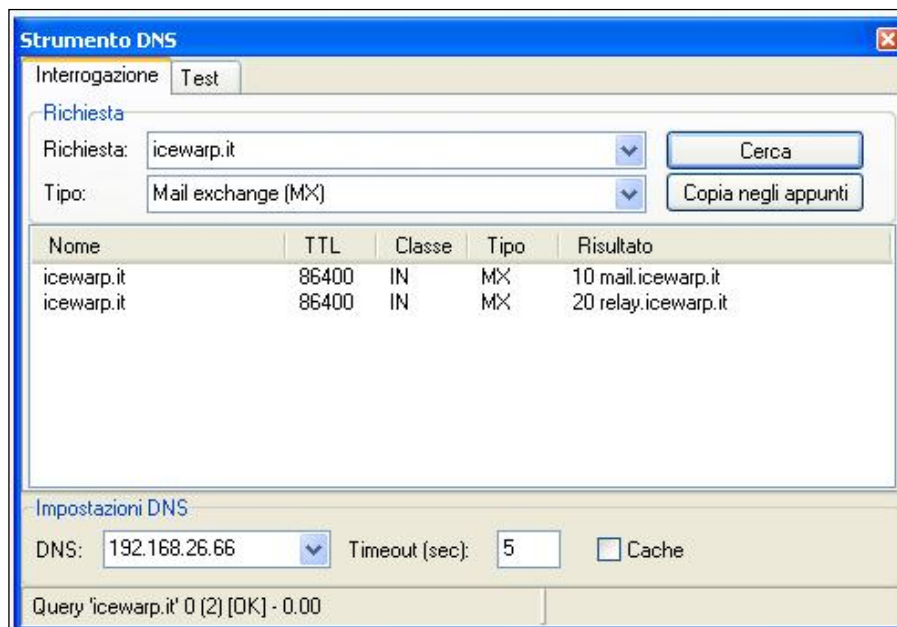 Strumento DNS
Interrogazione Test
Richiesta
Richiesta: icewarp.it Cerca
Tipo: Mail exchange (MX) Copia negli appunti
Nome TTL Classe Tipo Risultato
icewarp.it 86400 IN MX 10 mail.icewarp.it
icewarp.it 86400 IN MX 20 relay.icewarp.it
Impostazioni DNS
DNS: 192.168.26.66 Timeout (sec): 5 Cache
Query 'icewarp.it' 0 (2) [OK] - 0.00